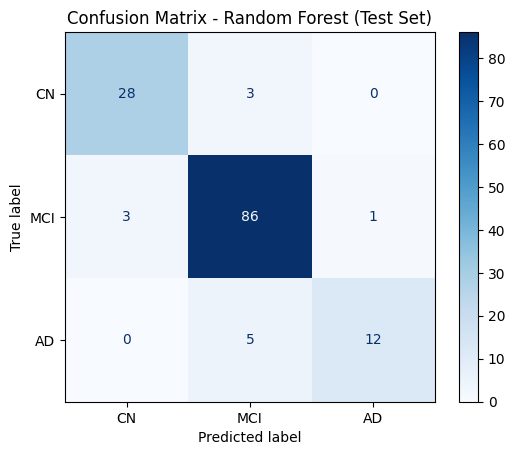 Confusion Matrix - Random Forest (Test Set)
True label
CN
28
3
0
MCI
3
86
1
AD
0
5
12
CN
MCI
AD
Predicted label
80
70
60
50
40
30
20
10
0